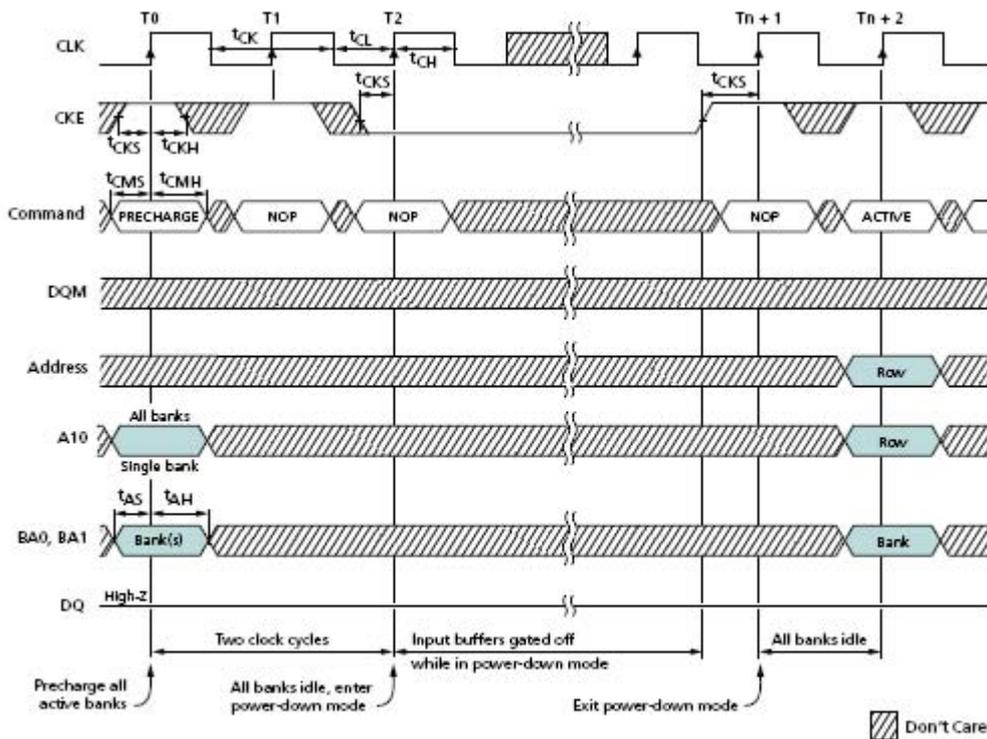 T0 T1 T2 Tn + 1 Tn + 2
CLK
tCK tCL tCH
tCKS tCKS
CKE
tCKS tCKH
tCMS tCMH
Command PRECHARGE NOP NOP NOP ACTIVE
DQM
Address Row
All banks
A10 Row
Single bank
tAS tAH
BA0, BA1 Bank(s) Bank
High-Z
DQ
Two clock cycles
Input buffers gated off
while in power-down mode
All banks idle
Precharge all
active banks
All banks idle, enter
power-down mode
Exit power-down mode
Don't Care